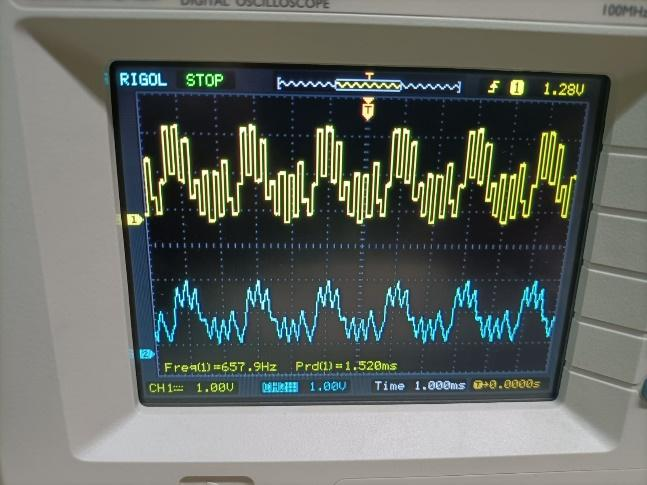 DIGITAL OSCILLOSCOPE
100MHz
RIGOL STOP
T
1 1.28V
T
1
2
Freq(1)=657.9Hz Prd(1)=1.520ms
CH1 1.00V CH2 1.00V Time 1.000ms T→0.0000s